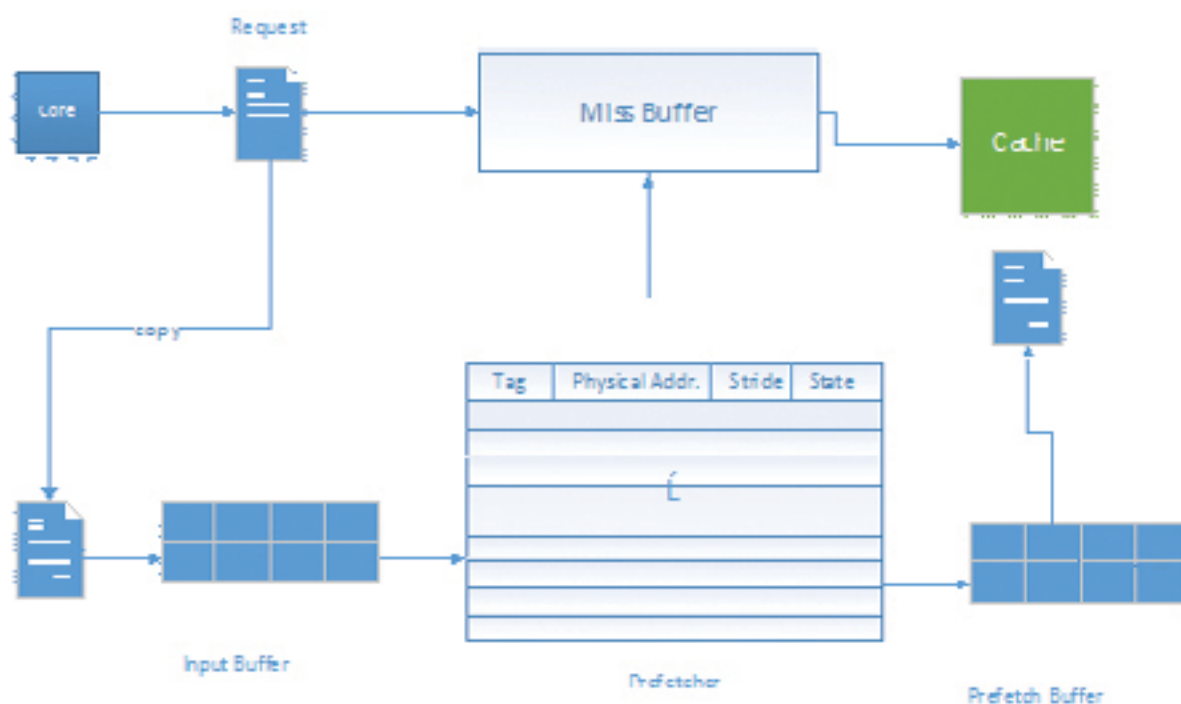 Request
Core
Miss Buffer
Cache
copy
Tag Physical Addr. Stride State
Input Buffer
Prefetcher
Prefetch Buffer